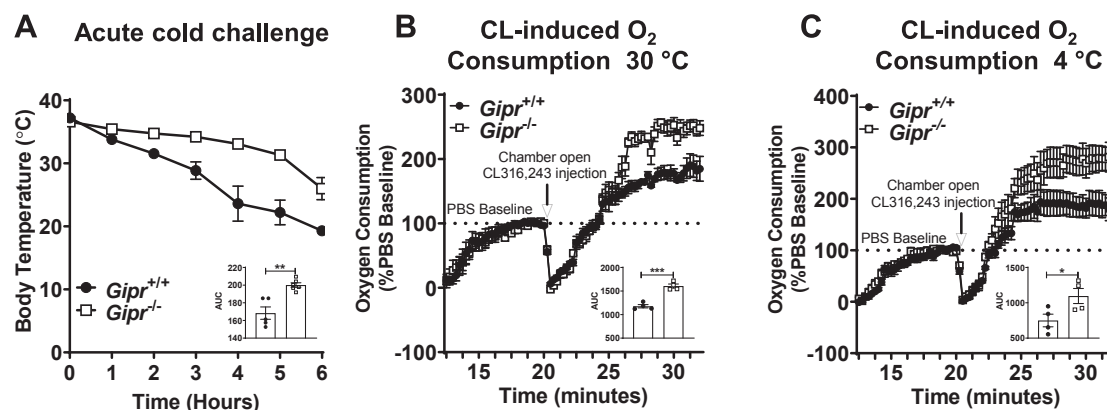 A Acute cold challenge
Body Temperature (°C)
40
30
20
10
0
0 1 2 3 4 5 6
Time (Hours)
Gipr+/+
Gipr-/-
AUC
220
200
180
160
140
**
B CL-induced O2
Consumption 30 °C
Oxygen Consumption
(%PBS Baseline)
300
200
100
0
-100
Gipr+/+
Gipr-/-
Chamber open
CL316,243 injection
PBS Baseline
AUC
2000
1500
1000
500
***
15 20 25 30
Time (minutes)
C CL-induced O2
Consumption 4 °C
Oxygen Consumption
(%PBS Baseline)
400
300
200
100
0
-100
Gipr+/+
Gipr-/-
Chamber open
CL316,243 injection
PBS Baseline
AUC
1500
1000
500
*
15 20 25 30
Time (minutes)